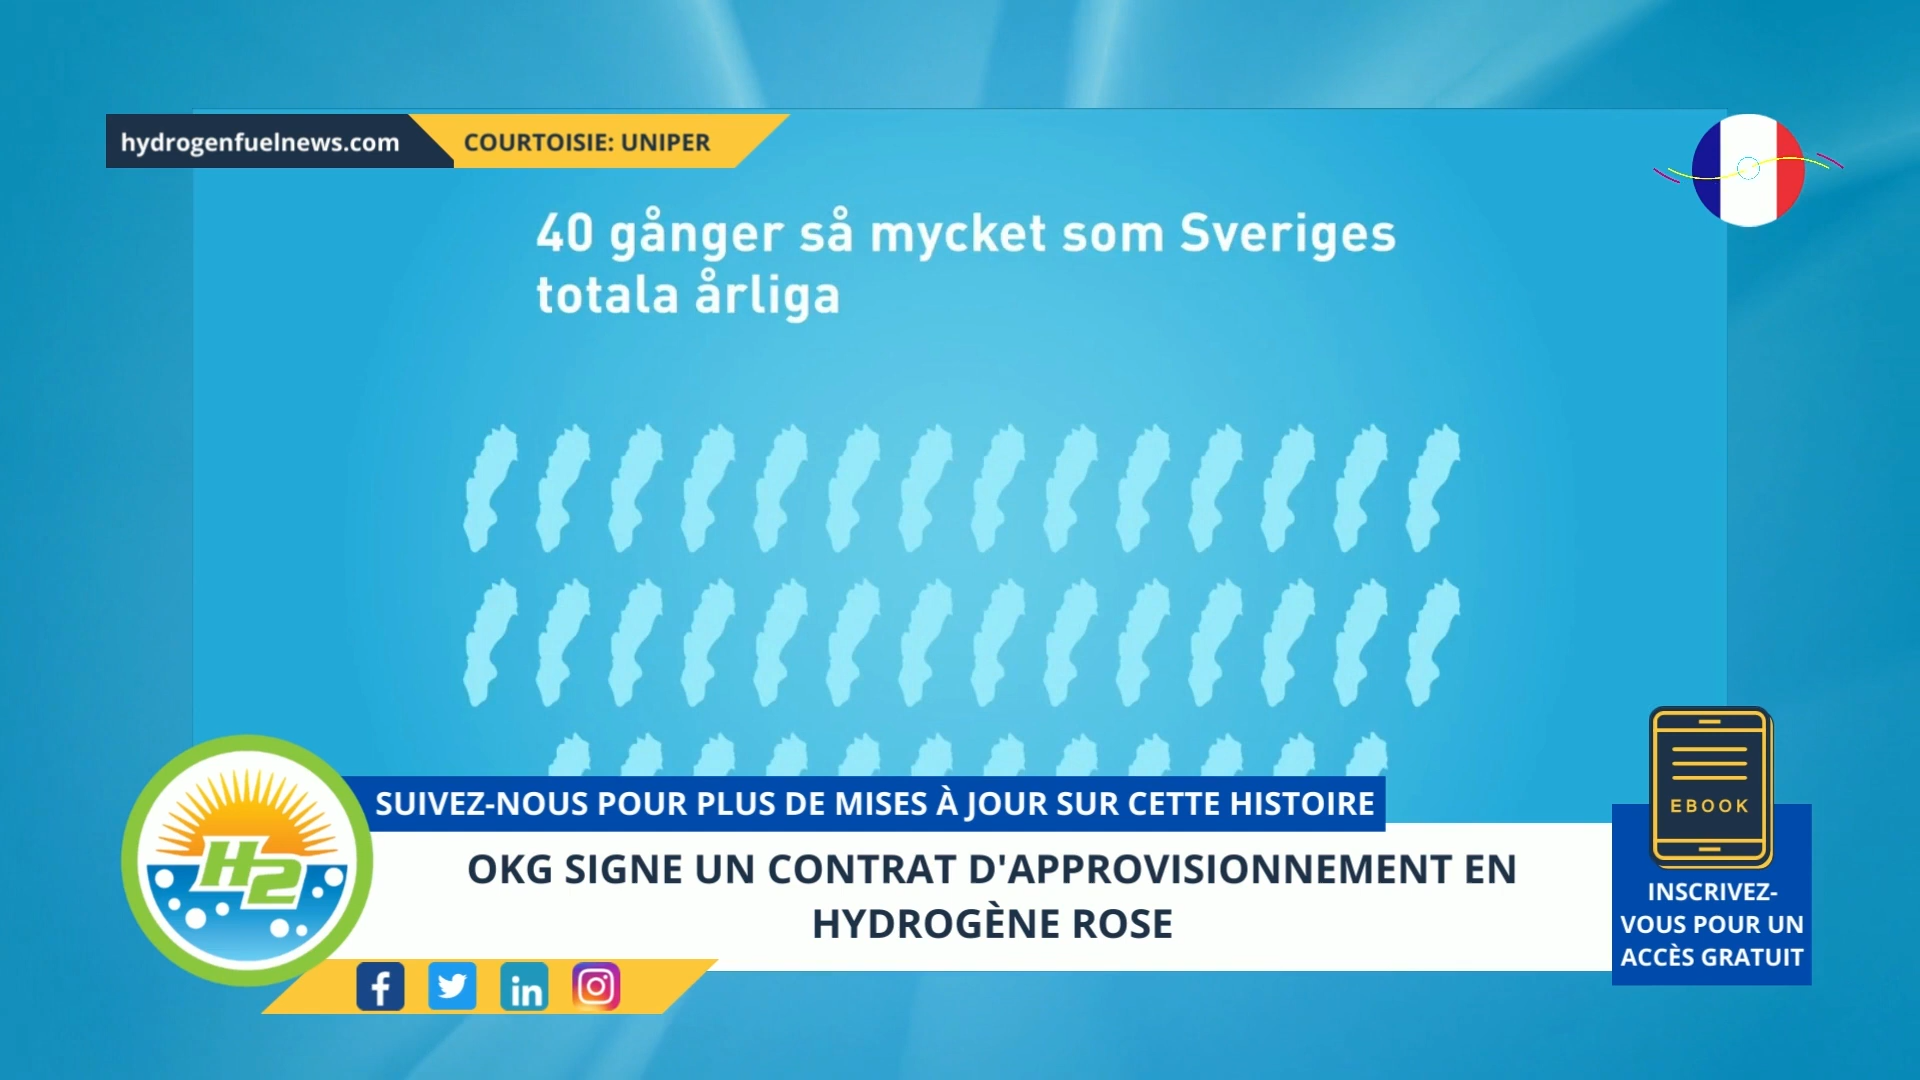 hydrogenfuelnews.com
COURTOISIE: UNIPER
40 gånger så mycket som Sveriges
totala årliga
SUIVEZ-NOUS POUR PLUS DE MISES À JOUR SUR CETTE HISTOIRE
OKG SIGNE UN CONTRAT D'APPROVISIONNEMENT EN
HYDROGÈNE ROSE
H2
EBOOK
INSCRIVEZ-
VOUS POUR UN
ACCÈS GRATUIT